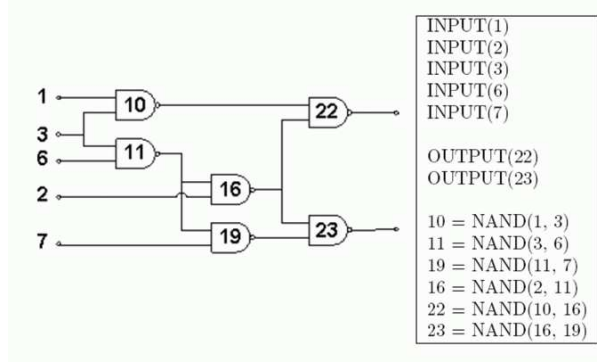 1
3
6
2
7
10
11
16
19
22
23
INPUT(1)
INPUT(2)
INPUT(3)
INPUT(6)
INPUT(7)
OUTPUT(22)
OUTPUT(23)
10 = NAND(1, 3)
11 = NAND(3, 6)
19 = NAND(11, 7)
16 = NAND(2, 11)
22 = NAND(10, 16)
23 = NAND(16, 19)